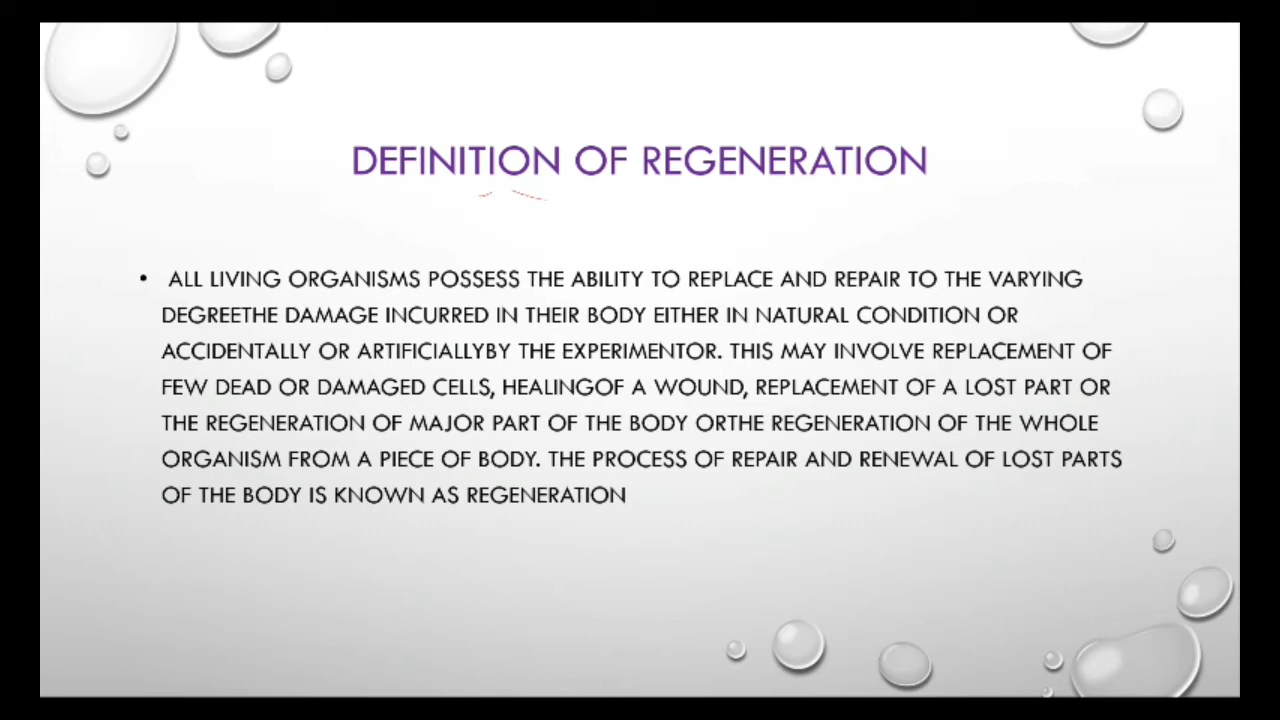 DEFINITION OF REGENERATION
• ALL LIVING ORGANISMS POSSESS THE ABILITY TO REPLACE AND REPAIR TO THE VARYING
DEGREETHE DAMAGE INCURRED IN THEIR BODY EITHER IN NATURAL CONDITION OR
ACCIDENTALLY OR ARTIFICIALLYBY THE EXPERIMENTOR. THIS MAY INVOLVE REPLACEMENT OF
FEW DEAD OR DAMAGED CELLS, HEALINGOF A WOUND, REPLACEMENT OF A LOST PART OR
THE REGENERATION OF MAJOR PART OF THE BODY ORTHE REGENERATION OF THE WHOLE
ORGANISM FROM A PIECE OF BODY. THE PROCESS OF REPAIR AND RENEWAL OF LOST PARTS
OF THE BODY IS KNOWN AS REGENERATION